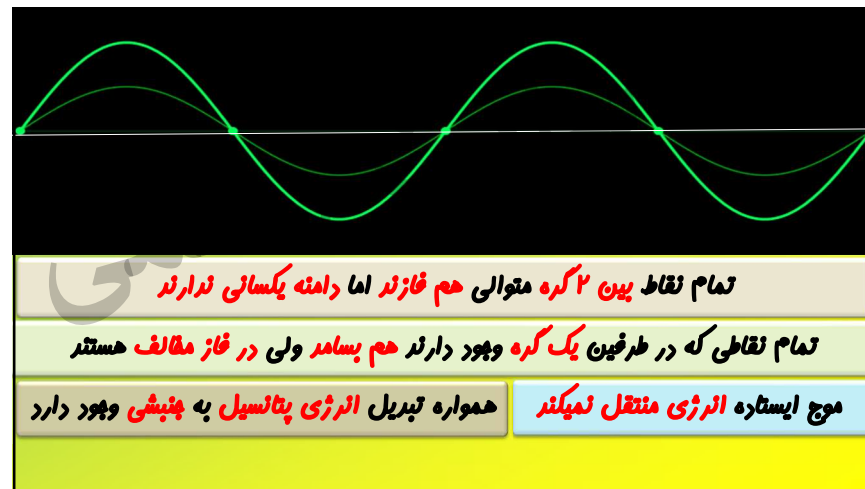 تمام نقاط بین ۲ گره متوالی هم فازند اما دامنه یکسانی ندارند
تمام نقاطی که در طرفین یک گره وجود دارند هم بسامد ولی در فاز مخالف هستند
موج ایستاده انرژی منتقل نمیکند
همواره تبدیل انرژی پتانسیل به جنبشی وجود دارد